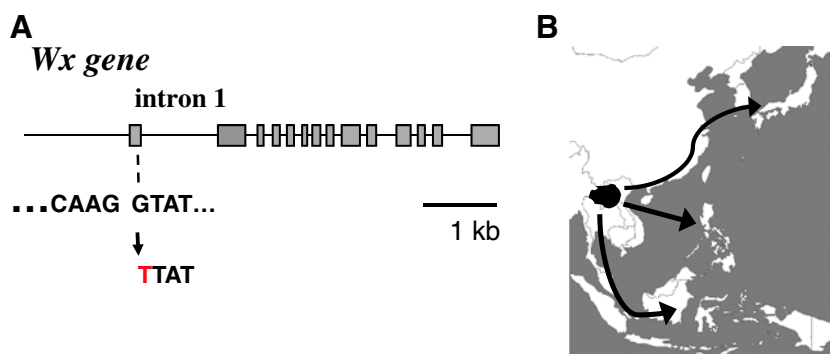 A
Wx gene
intron 1
...CAAG GTAT...
1 kb
TTAT
B